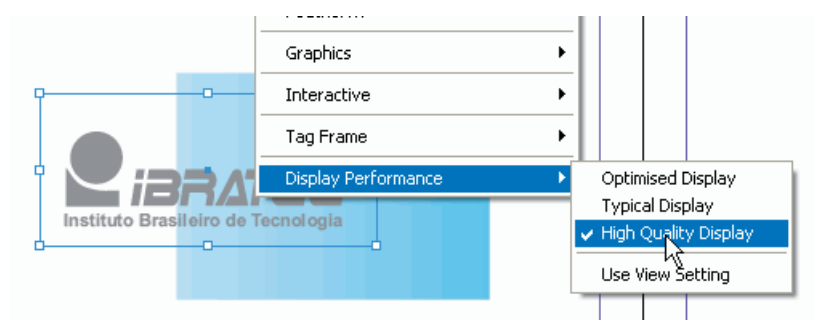 Graphics
Interactive
Tag Frame
Display Performance
Optimised Display
Typical Display
High Quality Display
Use View Setting
Instituto Brasileiro de Tecnologia